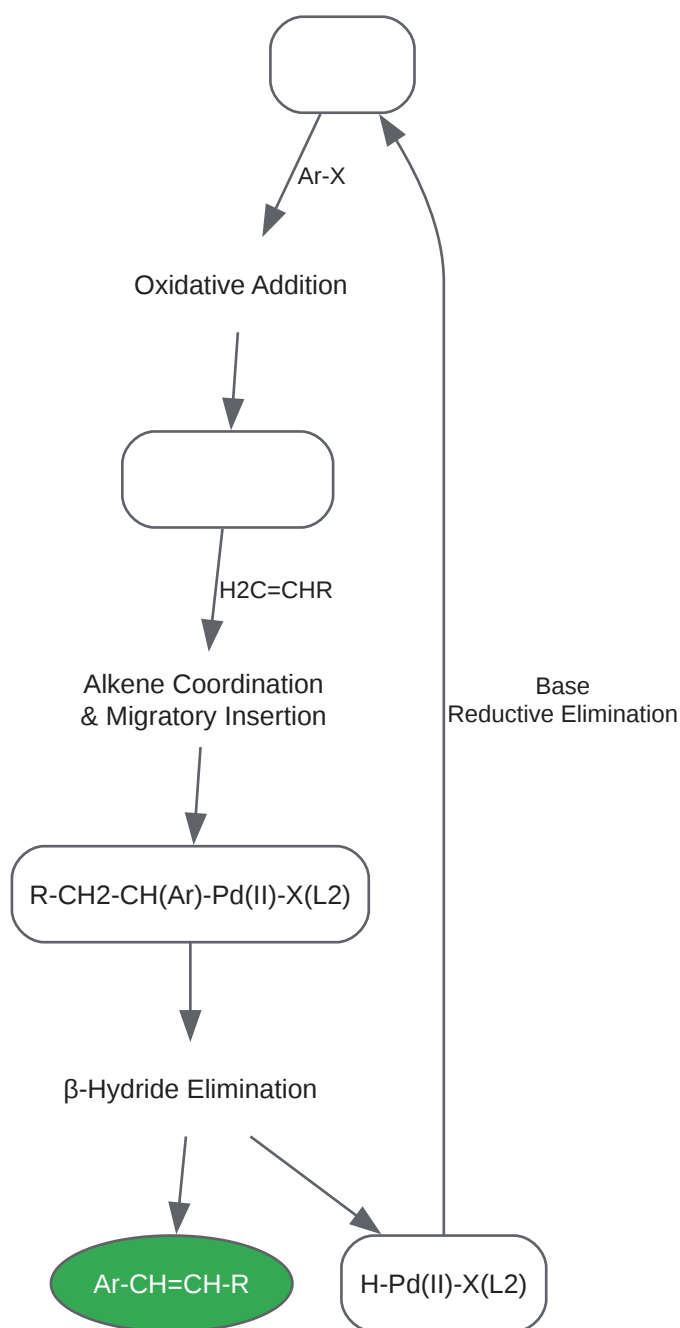 Ar-X
Oxidative Addition
H2C=CHR
Alkene Coordination
& Migratory Insertion
Base
Reductive Elimination
R-CH2-CH(Ar)-Pd(II)-X(L2)
β-Hydride Elimination
Ar-CH=CH-R
H-Pd(II)-X(L2)